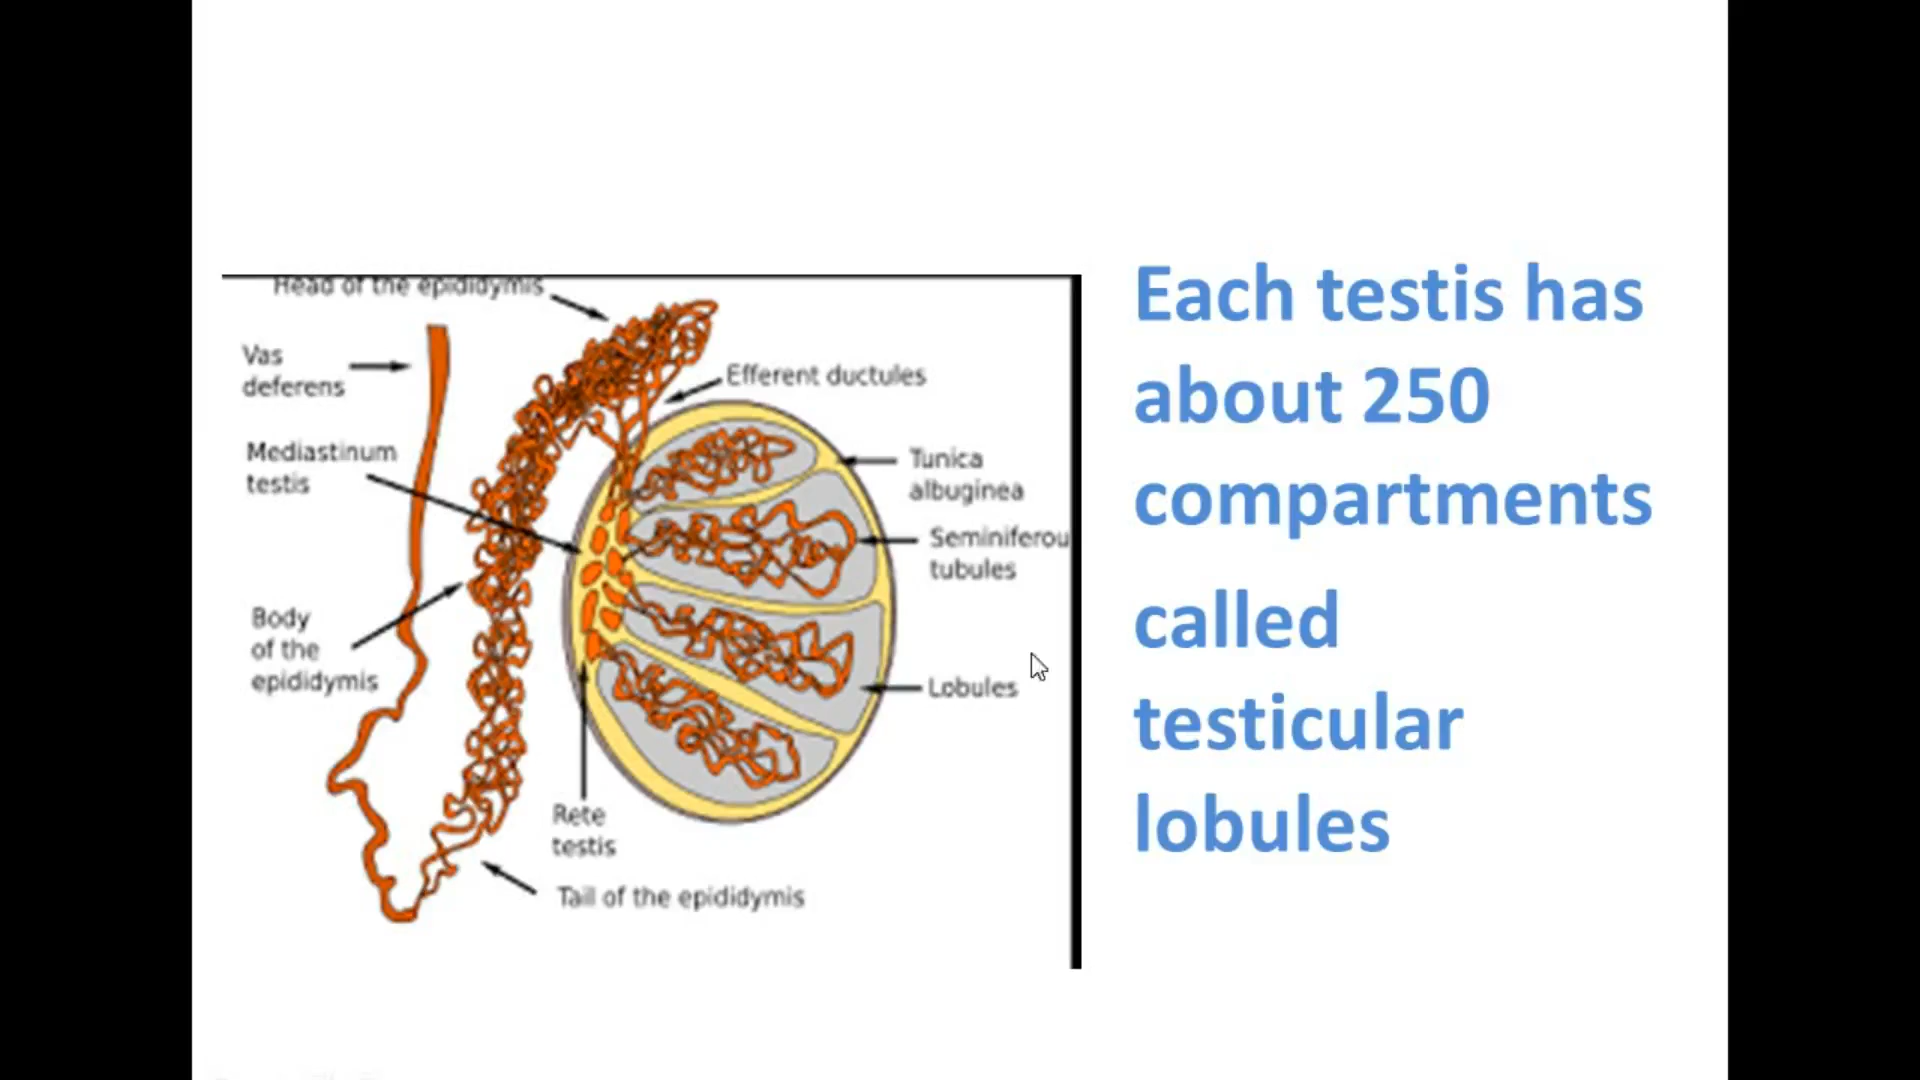 Head of the epididymis
Vas
deferens
Efferent ductules
Mediastinum
testis
Tunica
albuginea
Seminiferou
tubules
Body
of the
epididymis
Lobules
Rete
testis
Tail of the epididymis
Each testis has
about 250
compartments
called
testicular
lobules